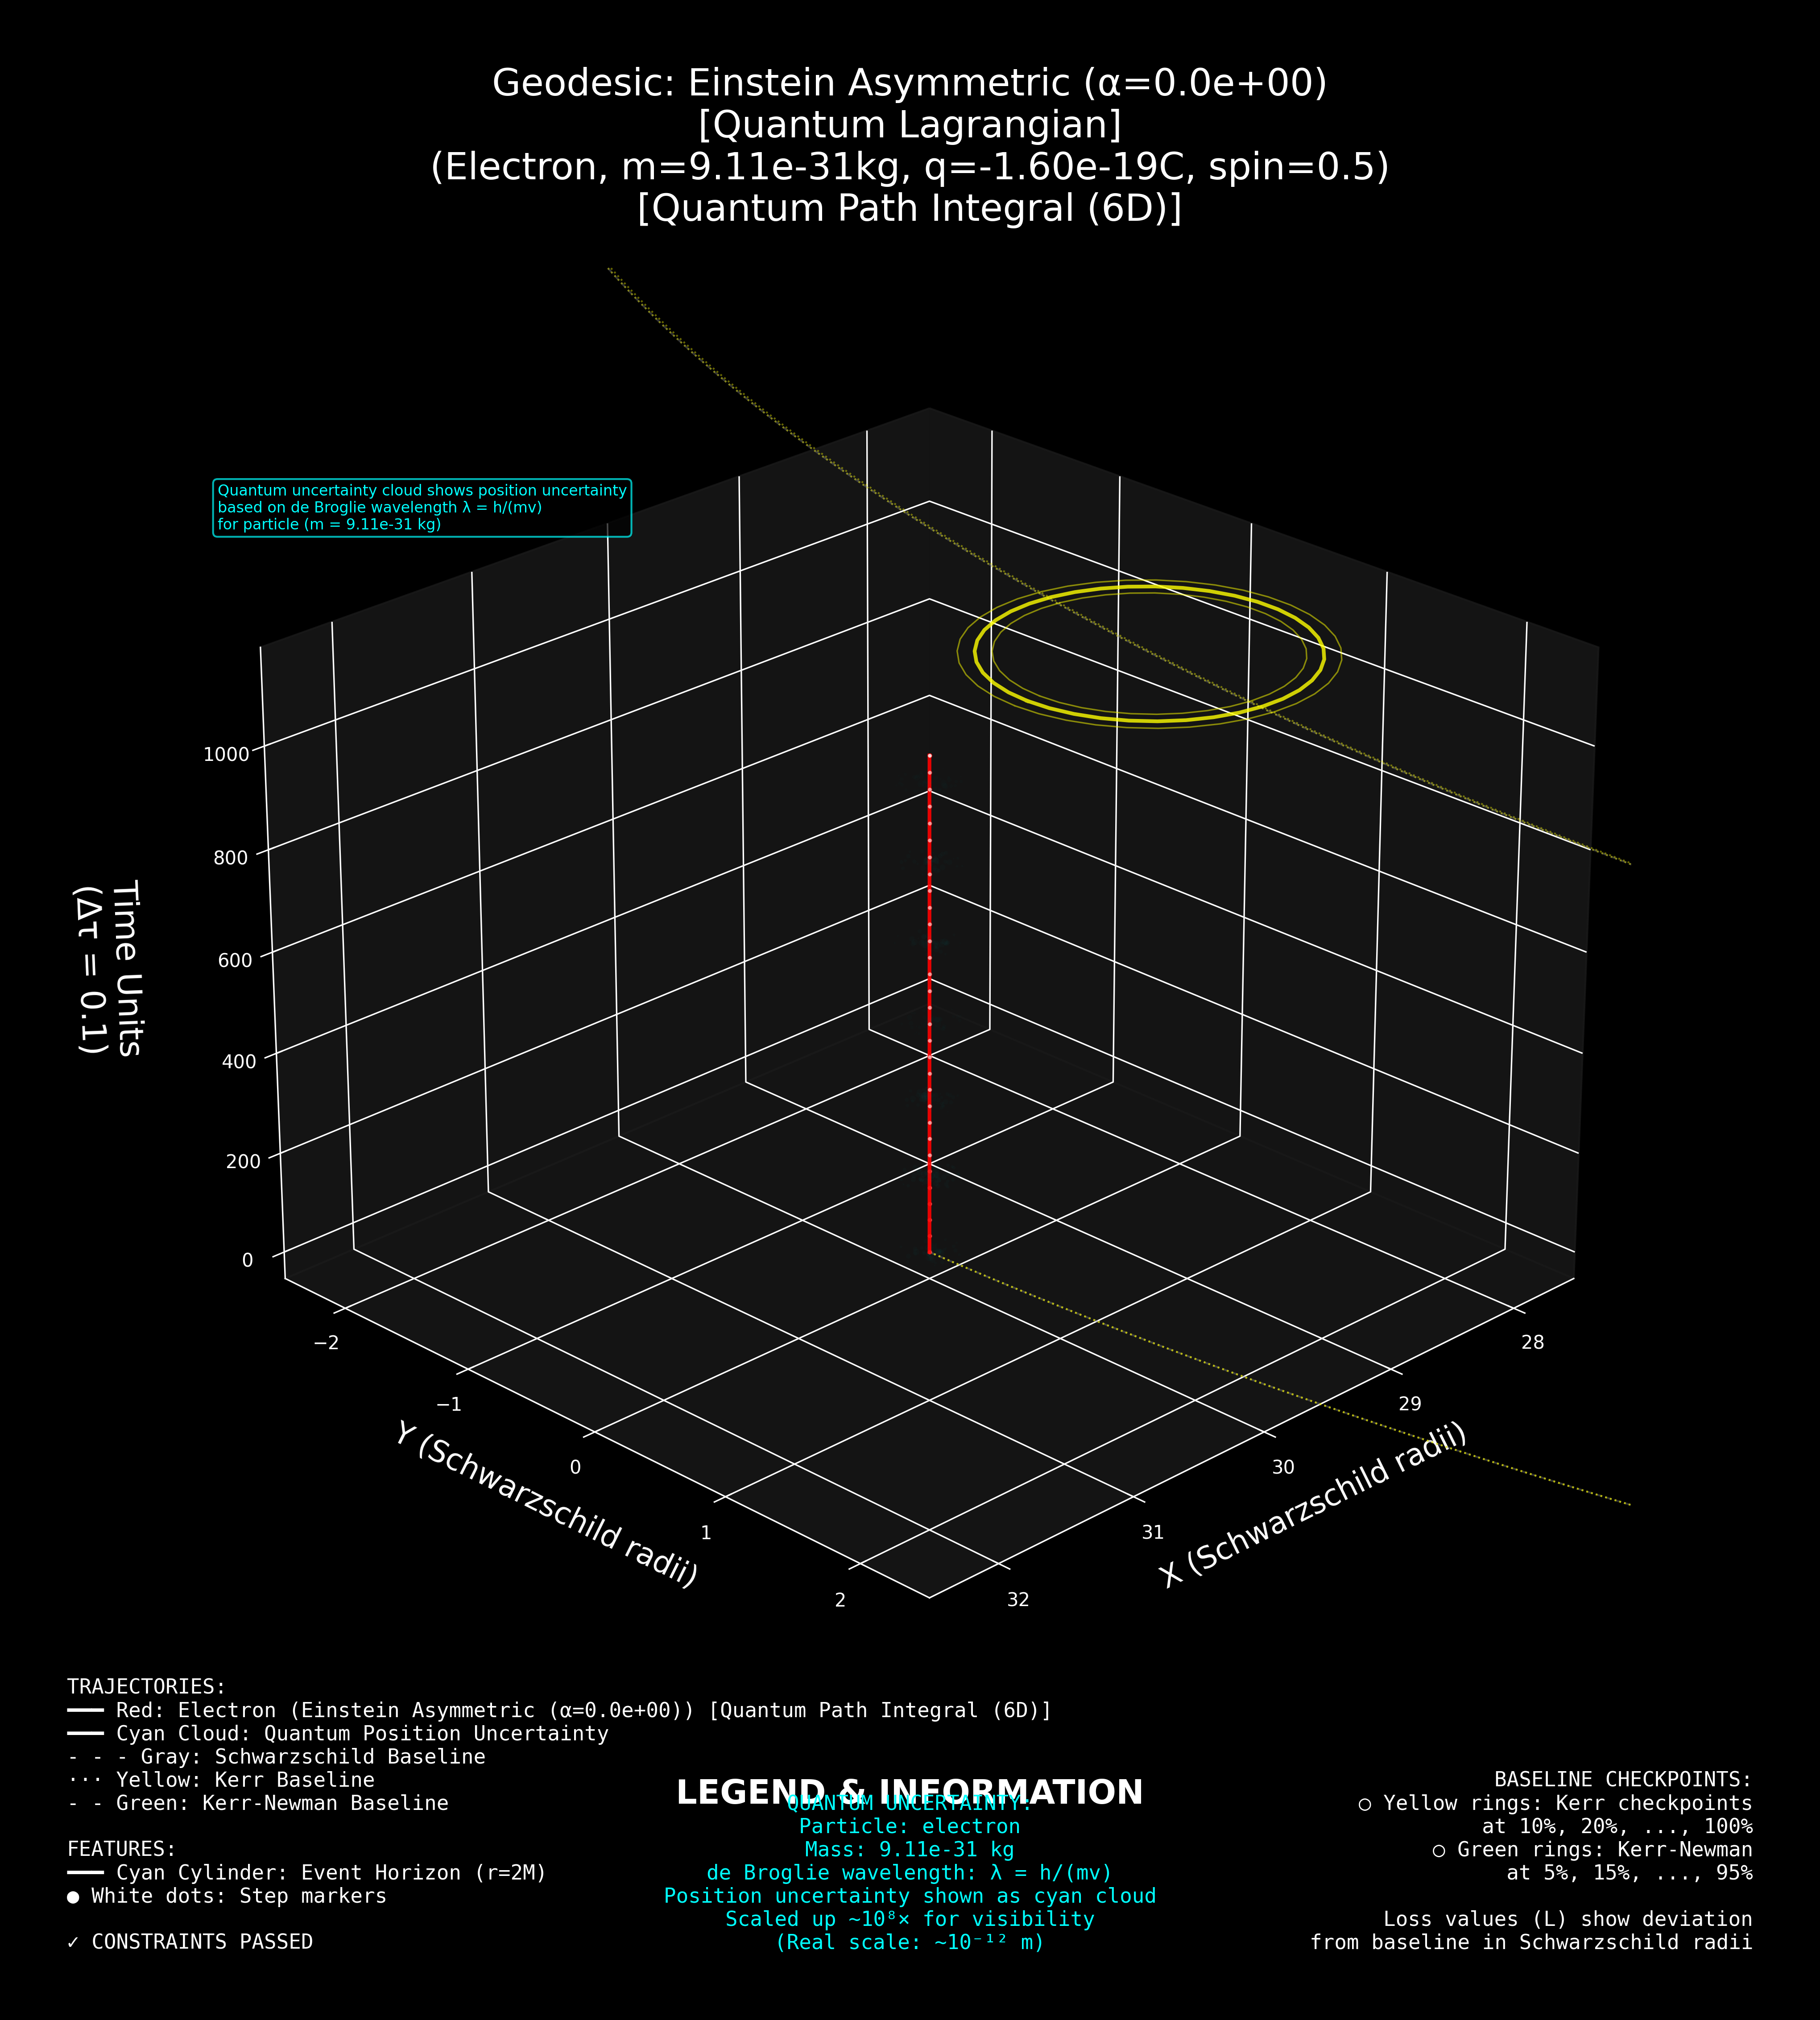 Geodesic: Einstein Asymmetric (α=0.0e+00)
[Quantum Lagrangian]
(Electron, m=9.11e-31kg, q=-1.60e-19C, spin=0.5)
[Quantum Path Integral (6D)]
Quantum uncertainty cloud shows position uncertainty
based on de Broglie wavelength λ = h/(mv)
for particle (m = 9.11e-31 kg)
1000
800
600
400
200
0
Time Units
(Δτ = 0.1)
−2
−1
0
1
2
Y (Schwarzschild radii)
28
29
30
31
32
X (Schwarzschild radii)
TRAJECTORIES:
━━━ Red: Electron (Einstein Asymmetric (α=0.0e+00)) [Quantum Path Integral (6D)]
━━━ Cyan Cloud: Quantum Position Uncertainty
- - - Gray: Schwarzschild Baseline
··· Yellow: Kerr Baseline
- - Green: Kerr-Newman Baseline
FEATURES:
━━━ Cyan Cylinder: Event Horizon (r=2M)
● White dots: Step markers
✓ CONSTRAINTS PASSED
LEGEND & INFORMATION
QUANTUM UNCERTAINTY:
Particle: electron
Mass: 9.11e-31 kg
de Broglie wavelength: λ = h/(mv)
Position uncertainty shown as cyan cloud
Scaled up ~10⁸× for visibility
(Real scale: ~10⁻¹² m)
BASELINE CHECKPOINTS:
○ Yellow rings: Kerr checkpoints
at 10%, 20%, ..., 100%
○ Green rings: Kerr-Newman
at 5%, 15%, ..., 95%
Loss values (L) show deviation
from baseline in Schwarzschild radii